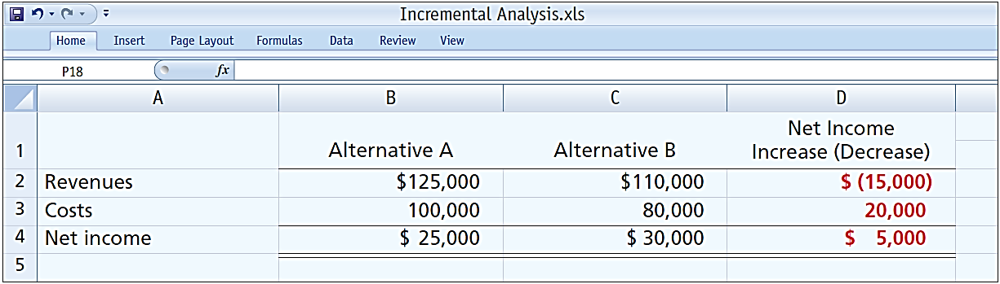 Incremental Analysis.xls
Home Insert Page Layout Formulas Data Review View
P18 fx
A B C D
Net Income
1 Alternative A Alternative B Increase (Decrease)
2 Revenues $125,000 $110,000 $ (15,000)
3 Costs 100,000 80,000 20,000
4 Net income $ 25,000 $ 30,000 $ 5,000
5